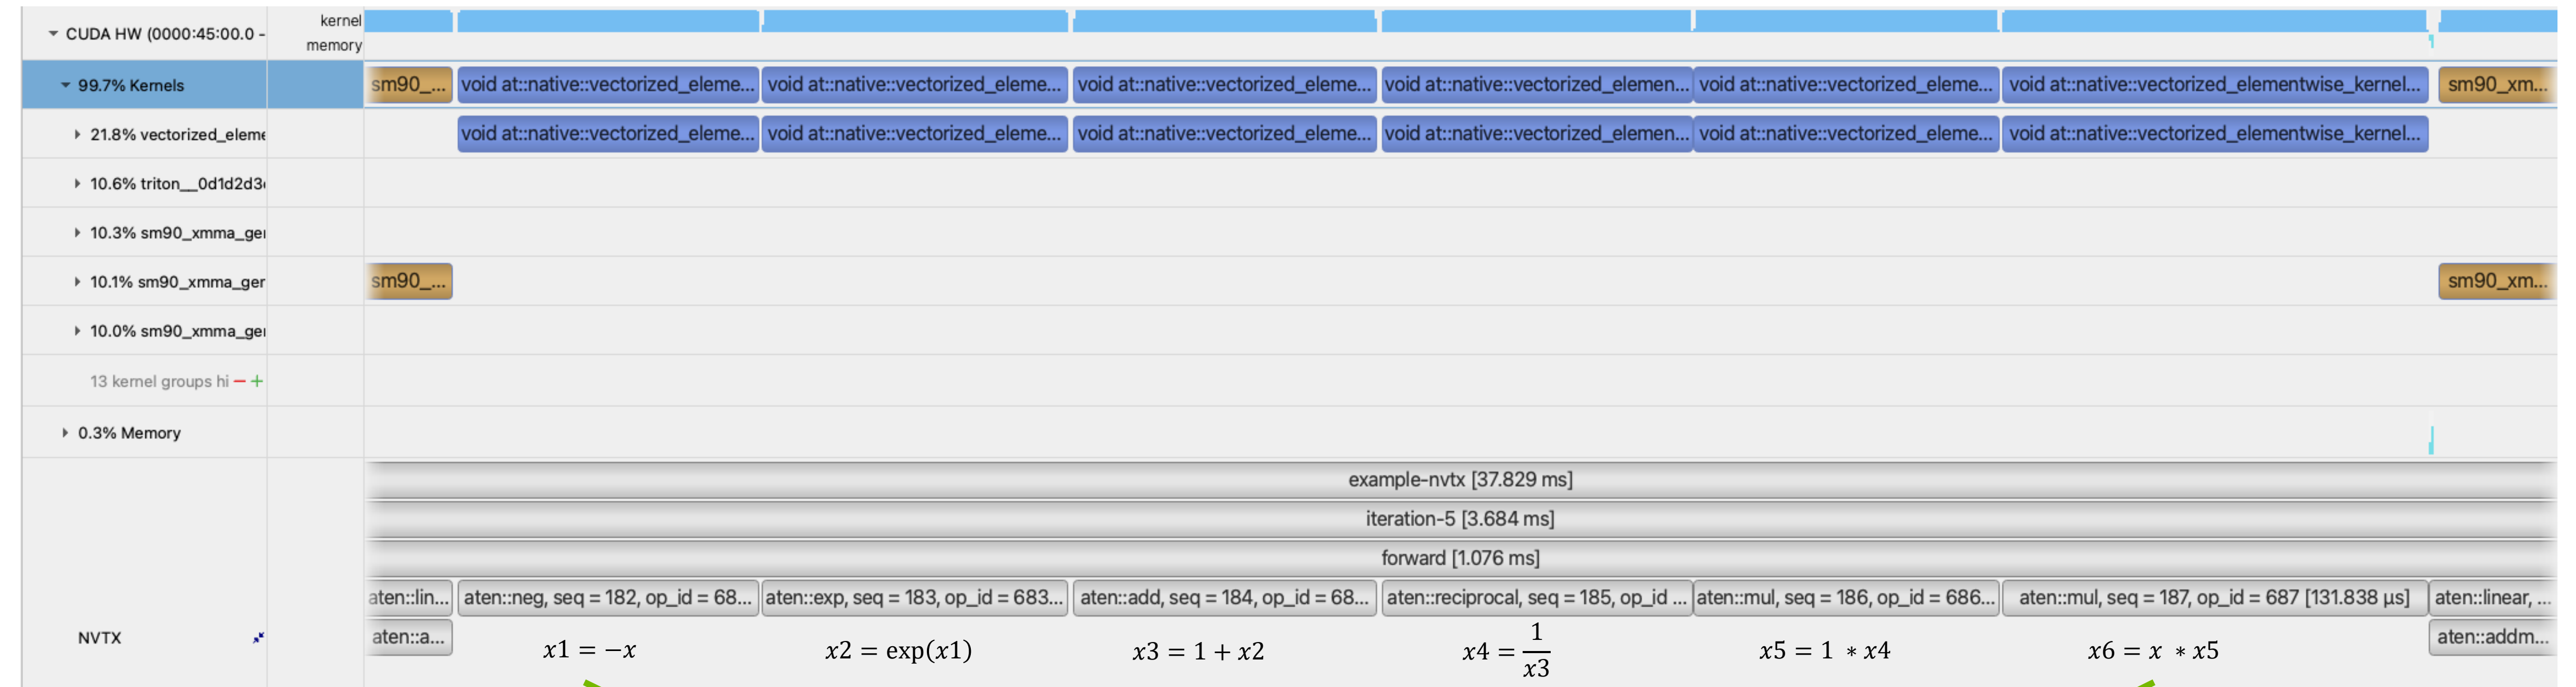 kernel
CUDA HW (0000:45:00.0 -
memory
99.7% Kernels
sm90_... void at::native::vectorized_eleme... void at::native::vectorized_eleme... void at::native::vectorized_eleme... void at::native::vectorized_elemen... void at::native::vectorized_eleme... void at::native::vectorized_elementwise_kernel... sm90_xm...
21.8% vectorized_eleme
void at::native::vectorized_eleme... void at::native::vectorized_eleme... void at::native::vectorized_eleme... void at::native::vectorized_elemen... void at::native::vectorized_eleme... void at::native::vectorized_elementwise_kernel...
10.6% triton__0d1d2d3
10.3% sm90_xmma_ger
10.1% sm90_xmma_ger
sm90_... sm90_xm...
10.0% sm90_xmma_ger
13 kernel groups hi − +
0.3% Memory
example-nvtx [37.829 ms]
iteration-5 [3.684 ms]
forward [1.076 ms]
aten::lin... aten::neg, seq = 182, op_id = 68... aten::exp, seq = 183, op_id = 683... aten::add, seq = 184, op_id = 68... aten::reciprocal, seq = 185, op_id ... aten::mul, seq = 186, op_id = 686... aten::mul, seq = 187, op_id = 687 [131.838 μs] aten::linear, ...
NVTX
aten::a... aten::addm...
x1 = −x x2 = exp(x1) x3 = 1 + x2 x4 = 1/x3 x5 = 1 * x4 x6 = x * x5